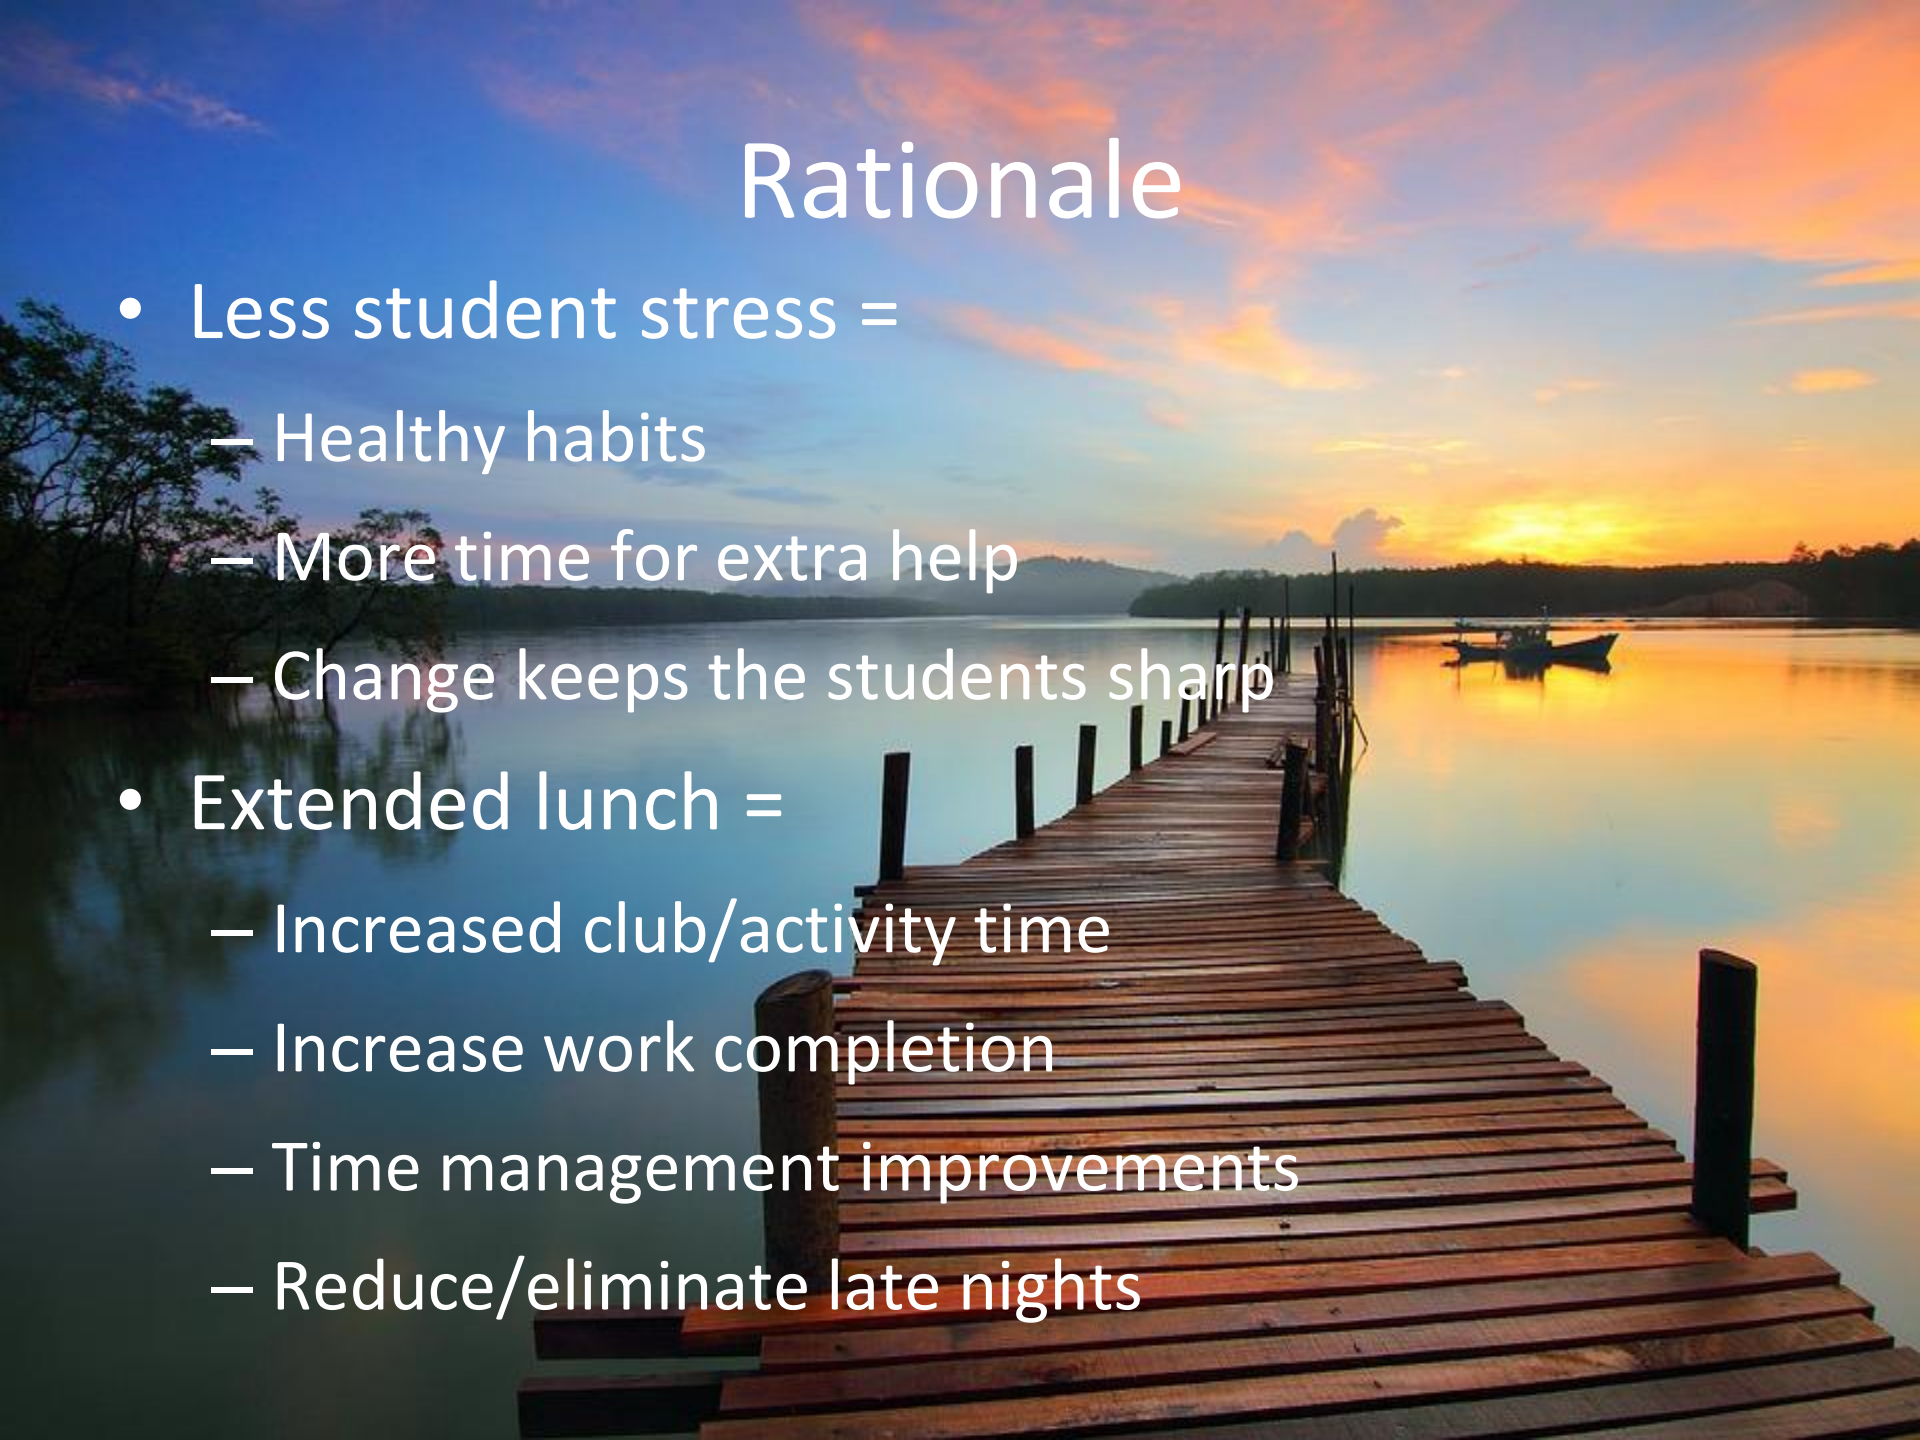 Rationale
• Less student stress =
– Healthy habits
– More time for extra help
– Change keeps the students sharp
• Extended lunch =
– Increased club/activity time
– Increase work completion
– Time management improvements
– Reduce/eliminate late nights